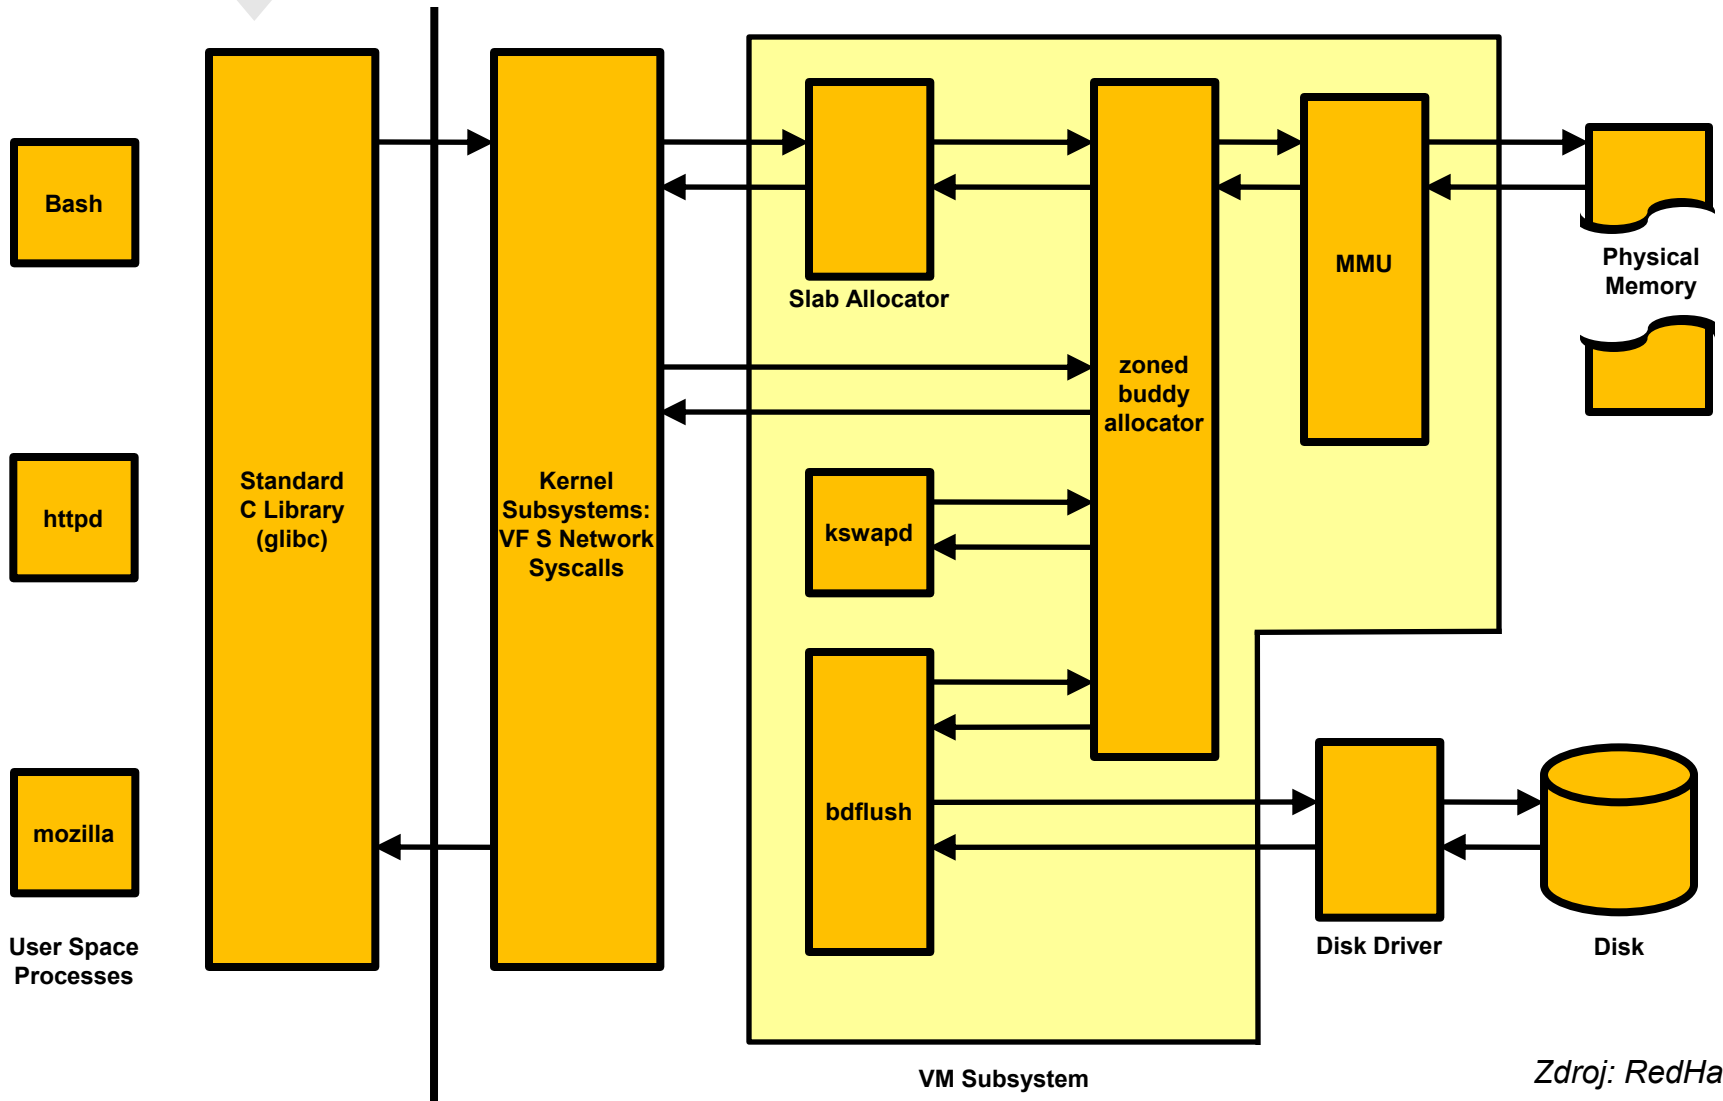 Bash
httpd
mozilla
User Space
Processes
Standard
C Library
(glibc)
Kernel
Subsystems:
VF S Network
Syscalls
Slab Allocator
kswapd
bdflush
zoned
buddy
allocator
MMU
Physical
Memory
Disk Driver
Disk
VM Subsystem
Zdroj: RedHa